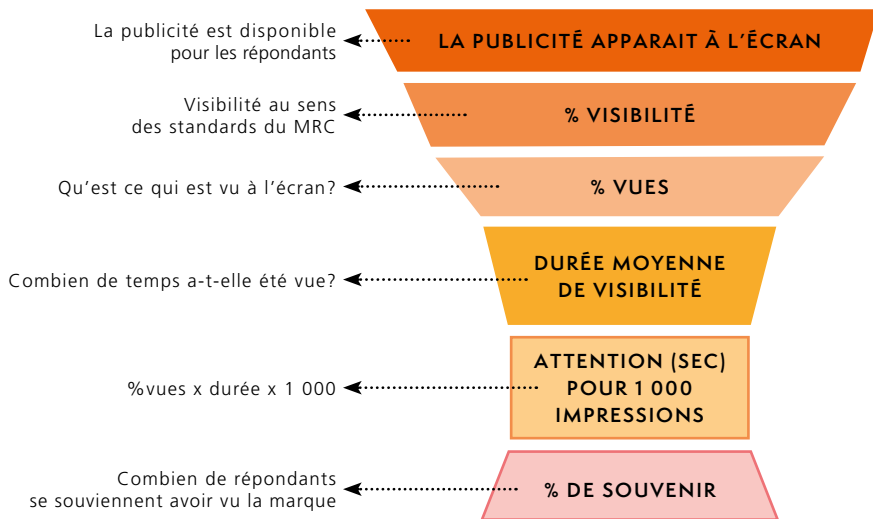 La publicité est disponible
pour les répondants
LA PUBLICITÉ APPARAIT À L'ÉCRAN
Visibilité au sens
des standards du MRC
% VISIBILITÉ
Qu'est ce qui est vu à l'écran?
% VUES
Combien de temps a-t-elle été vue?
DURÉE MOYENNE
DE VISIBILITÉ
%vues x durée x 1 000
ATTENTION (SEC)
POUR 1 000
IMPRESSIONS
Combien de répondants
se souviennent avoir vu la marque
% DE SOUVENIR